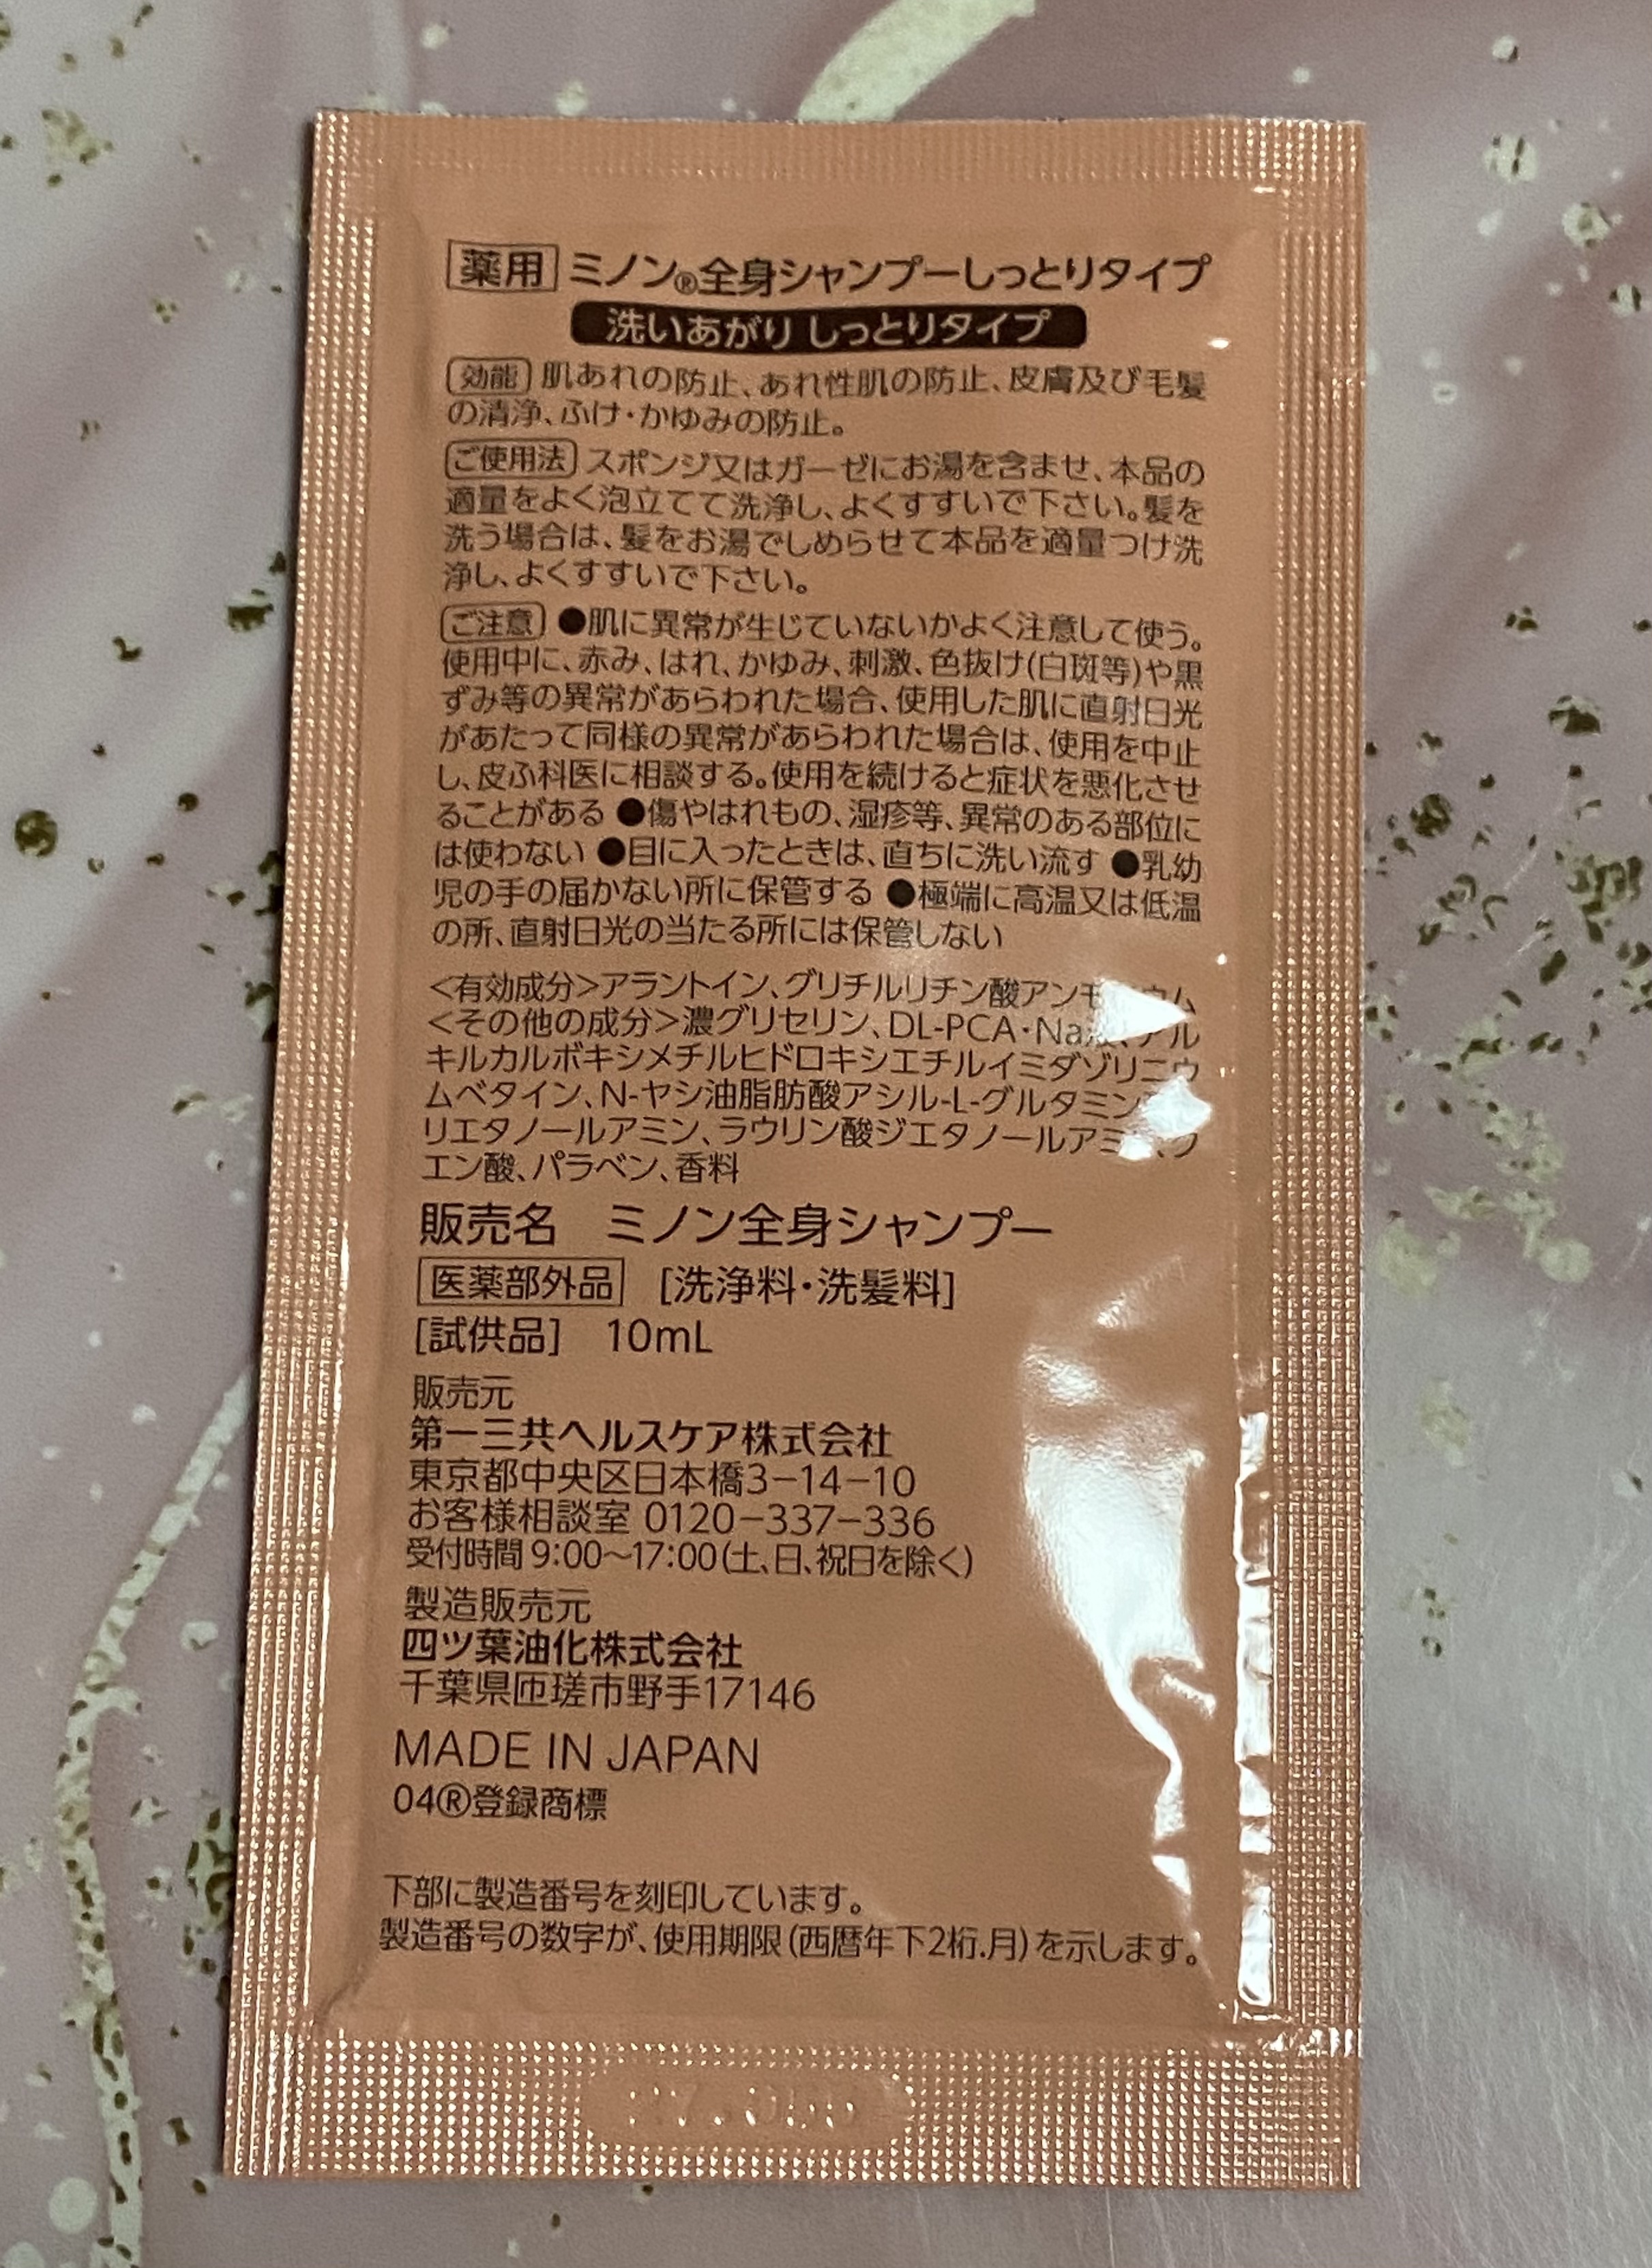 薬用 ミノン®全身シャンプーしっとりタイプ
洗いあがり しっとりタイプ
効能 肌あれの防止、あれ性肌の防止、皮膚及び毛髪
の清浄、ふけ・かゆみの防止。
ご使用法 スポンジ又はガーゼにお湯を含ませ、本品の
適量をよく泡立てて洗浄し、よくすすいで下さい。髪を
洗う場合は、髪をお湯でしめらせて本品を適量つけ洗
浄し、よくすすいで下さい。
ご注意 ●肌に異常が生じていないかよく注意して使う。
使用中に、赤み、はれ、かゆみ、刺激、色抜け(白斑等)や黒
ずみ等の異常があらわれた場合、使用した肌に直射日光
があたって同様の異常があらわれた場合は、使用を中止
し、皮ふ科医に相談する。使用を続けると症状を悪化させ
ることがある ●傷やはれもの、湿疹等、異常のある部位に
は使わない ●目に入ったときは、直ちに洗い流す ●乳幼
児の手の届かない所に保管する ●極端に高温又は低温
の所、直射日光の当たる所には保管しない
<有効成分>アラントイン、グリチルリチン酸アンモ ウム
<その他の成分>濃グリセリン、DL-PCA・Na液、アル
キルカルボキシメチルヒドロキシエチルイミダゾリニウ
ムベタイン、N-ヤシ油脂肪酸アシル-L-グルタミン
リエタノールアミン、ラウリン酸ジエタノールアミ 、ク
エン酸、パラベン、香料
販売名 ミノン全身シャンプー
医薬部外品 [洗浄料・洗髪料]
[試供品] 10mL
販売元
第一三共ヘルスケア株式会社
東京都中央区日本橋3−14−10
お客様相談室 0120−337−336
受付時間 9:00〜17:00(土、日、祝日を除く)
製造販売元
四ツ葉油化株式会社
千葉県匝瑳市野手17146
MADE IN JAPAN
04®登録商標
下部に製造番号を刻印しています。
製造番号の数字が、使用期限(西暦年下2桁.月)を示します。